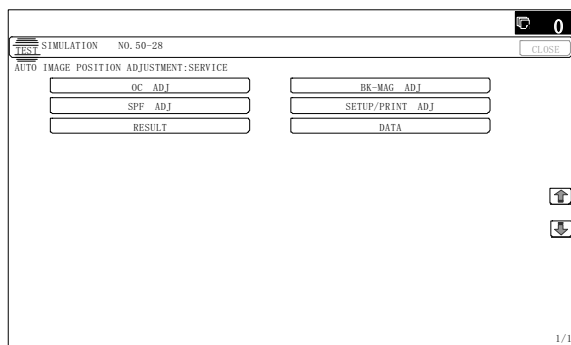 0
TEST SIMULATION NO.50-28 CLOSE
AUTO IMAGE POSITION ADJUSTMENT:SERVICE
OC ADJ BK-MAG ADJ
SPF ADJ SETUP/PRINT ADJ
RESULT DATA
1/1